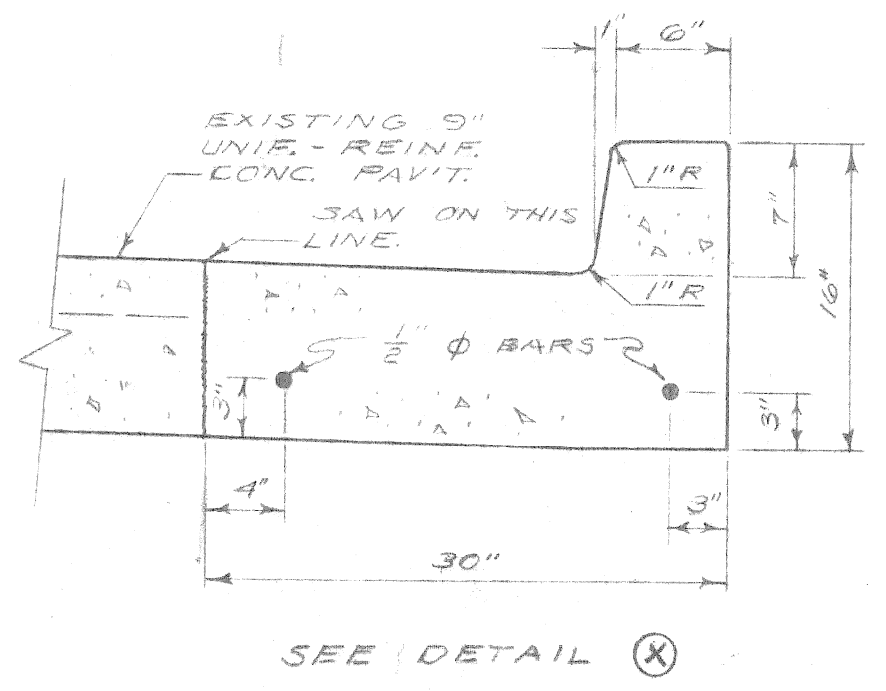 1" 6"
EXISTING 9"
UNIF. - REINF.
CONC. PAV'T.
1" R
SAW ON THIS
LINE.
7"
16"
1" R
1/2" ϕ BARS
3"
3"
4"
3"
30"
SEE DETAIL X